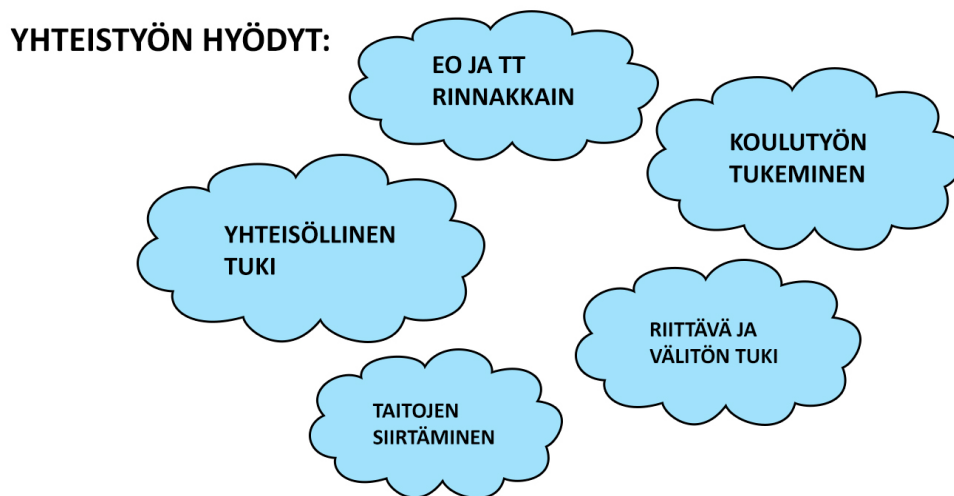 YHTEISTYÖN HYÖDYT:
EO JA TT
RINNAKKAIN
KOULUTYÖN
TUKEMINEN
YHTEISÖLLINEN
TUKI
RIITTÄVÄ JA
VÄLITÖN TUKI
TAITOJEN
SIIRTÄMINEN